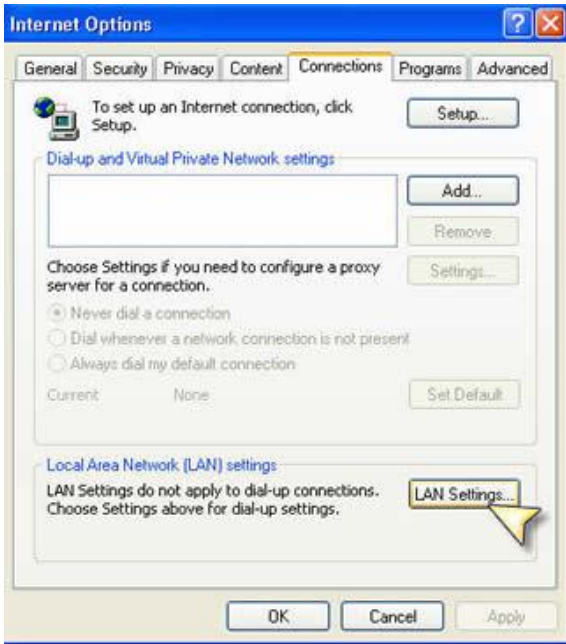 Internet Options
General Security Privacy Content Connections Programs Advanced
To set up an Internet connection, click
Setup.
Setup...
Dial-up and Virtual Private Network settings
Add...
Remove
Choose Settings if you need to configure a proxy
server for a connection.
Settings...
Never dial a connection
Dial whenever a network connection is not present
Always dial my default connection
Current None
Set Default
Local Area Network (LAN) settings
LAN Settings do not apply to dial-up connections.
Choose Settings above for dial-up settings.
LAN Settings...
OK Cancel Apply